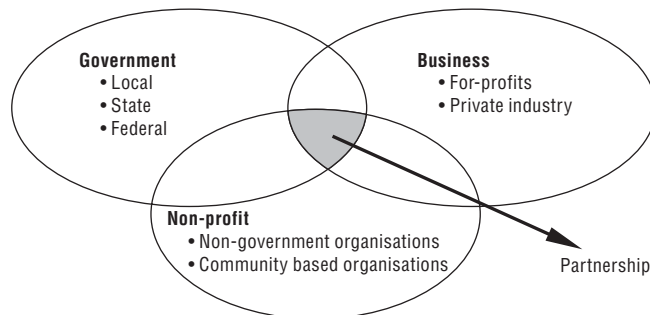 Government
• Local
• State
• Federal
Business
• For-profits
• Private industry
Non-profit
• Non-government organisations
• Community based organisations
Partnership